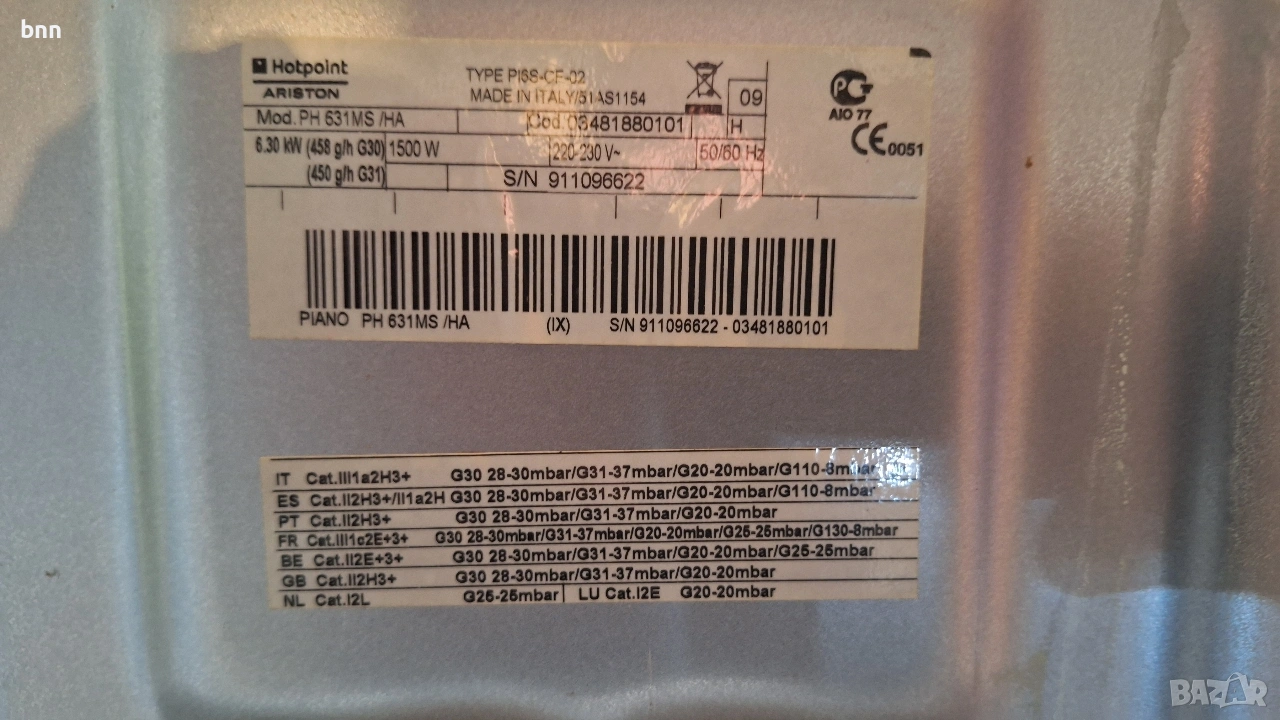 bnn
Hotpoint
ARISTON
TYPE PI6S-CF-02
MADE IN ITALY/51AS1154
09
AIO 77
Mod. PH 631MS /HA
Cod. 03481880101
H
CE 0051
6.30 kW (458 g/h G30) 1500 W 220-230 V~ 50/60 Hz
(450 g/h G31)
S/N 911096622
PIANO PH 631MS /HA (IX) S/N 911096622 - 03481880101
IT Cat.III1a2H3+ G30 28-30mbar/G31-37mbar/G20-20mbar/G110-8mbar
ES Cat.II2H3+/II1a2H G30 28-30mbar/G31-37mbar/G20-20mbar/G110-8mbar
PT Cat.II2H3+ G30 28-30mbar/G31-37mbar/G20-20mbar
FR Cat.III1c2E+3+ G30 28-30mbar/G31-37mbar/G20-20mbar/G25-25mbar/G130-8mbar
BE Cat.II2E+3+ G30 28-30mbar/G31-37mbar/G20-20mbar/G25-25mbar
GB Cat.II2H3+ G30 28-30mbar/G31-37mbar/G20-20mbar
NL Cat.I2L G25-25mbar LU Cat.I2E G20-20mbar
BAZAR